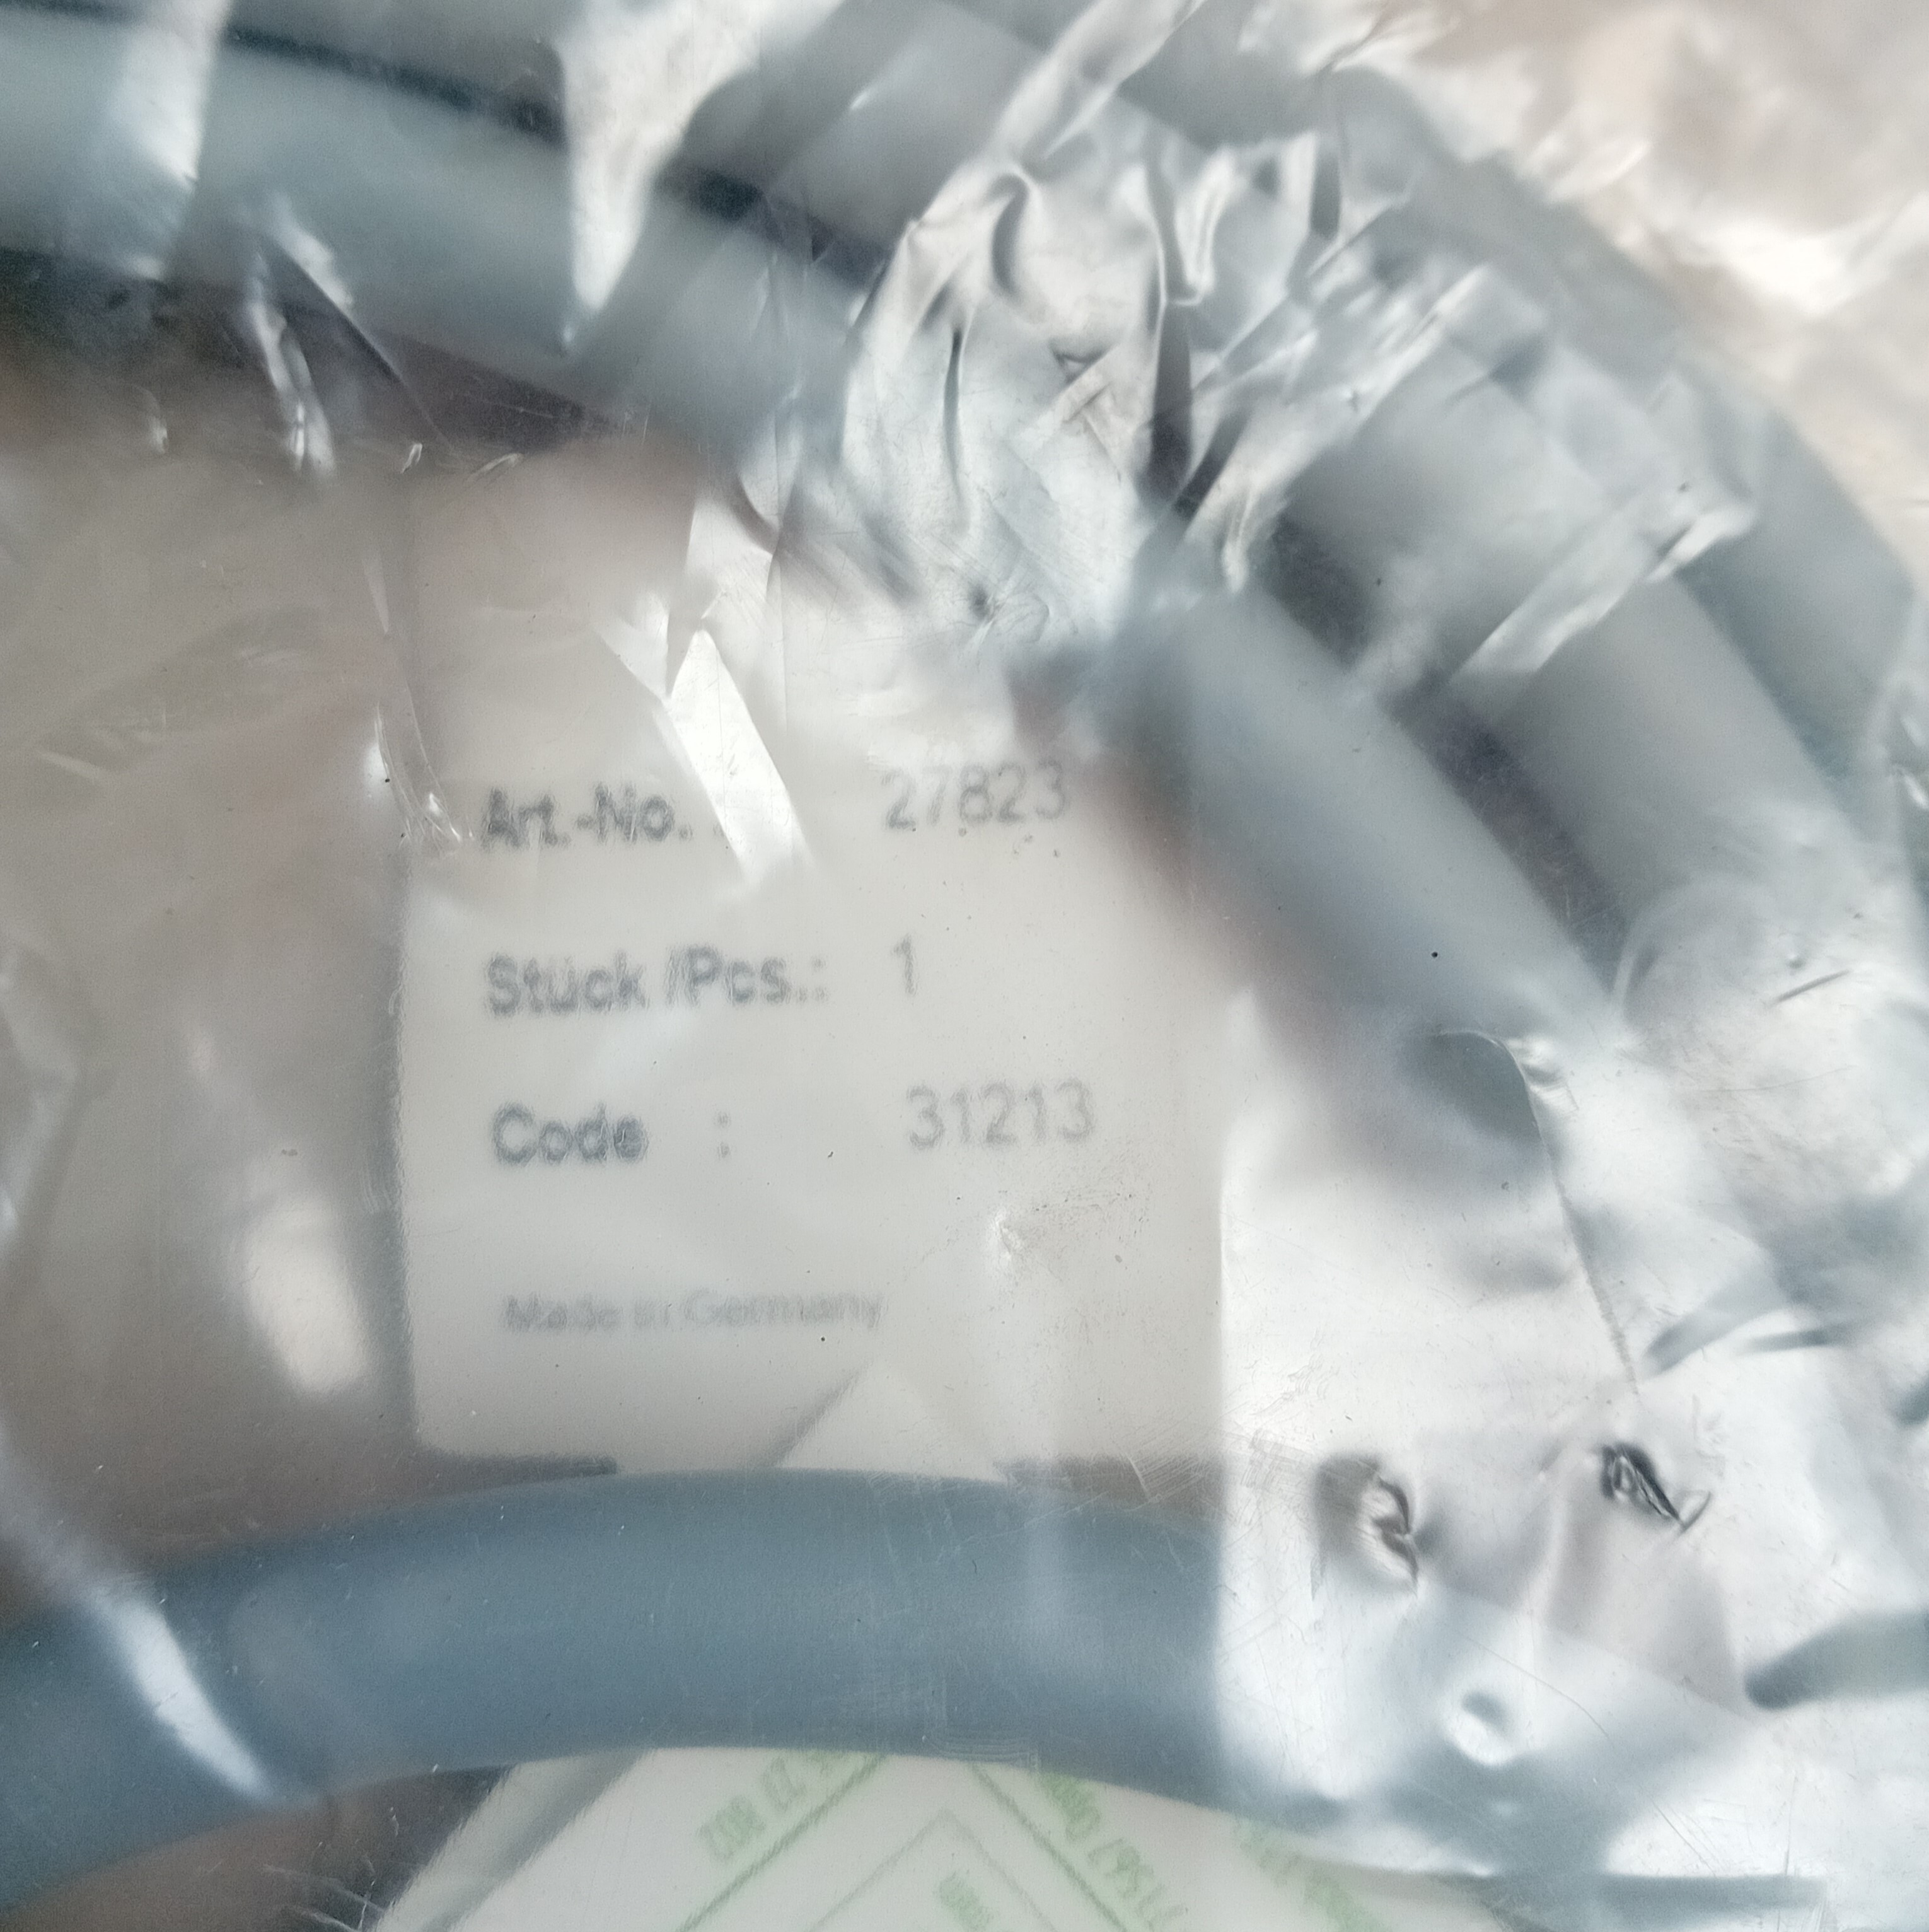 Art.-No. : 27823
Stück /Pcs.: 1
Code : 31213
Made in Germany